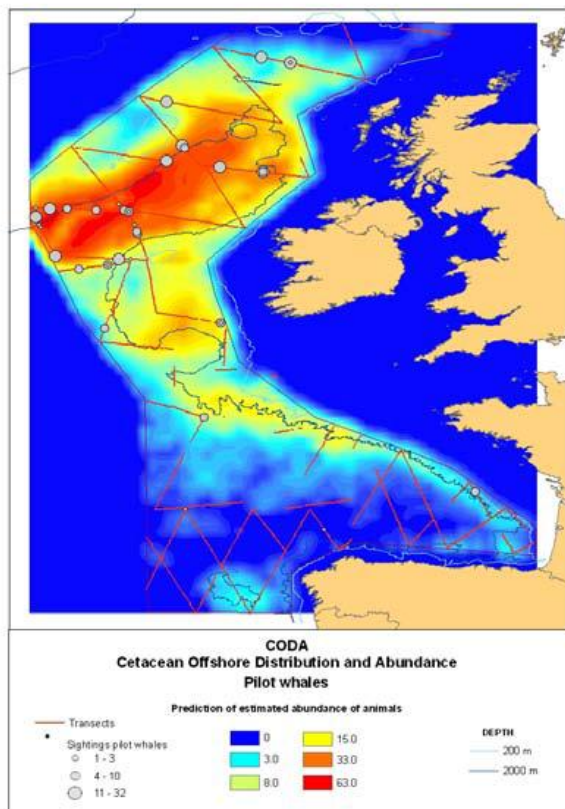 CODA
Cetacean Offshore Distribution and Abundance
Pilot whales
Prediction of estimated abundance of animals
Transects
Sightings pilot whales
1 - 3
4 - 10
11 - 32
0
3.0
8.0
15.0
33.0
63.0
DEPTH
200 m
2000 m